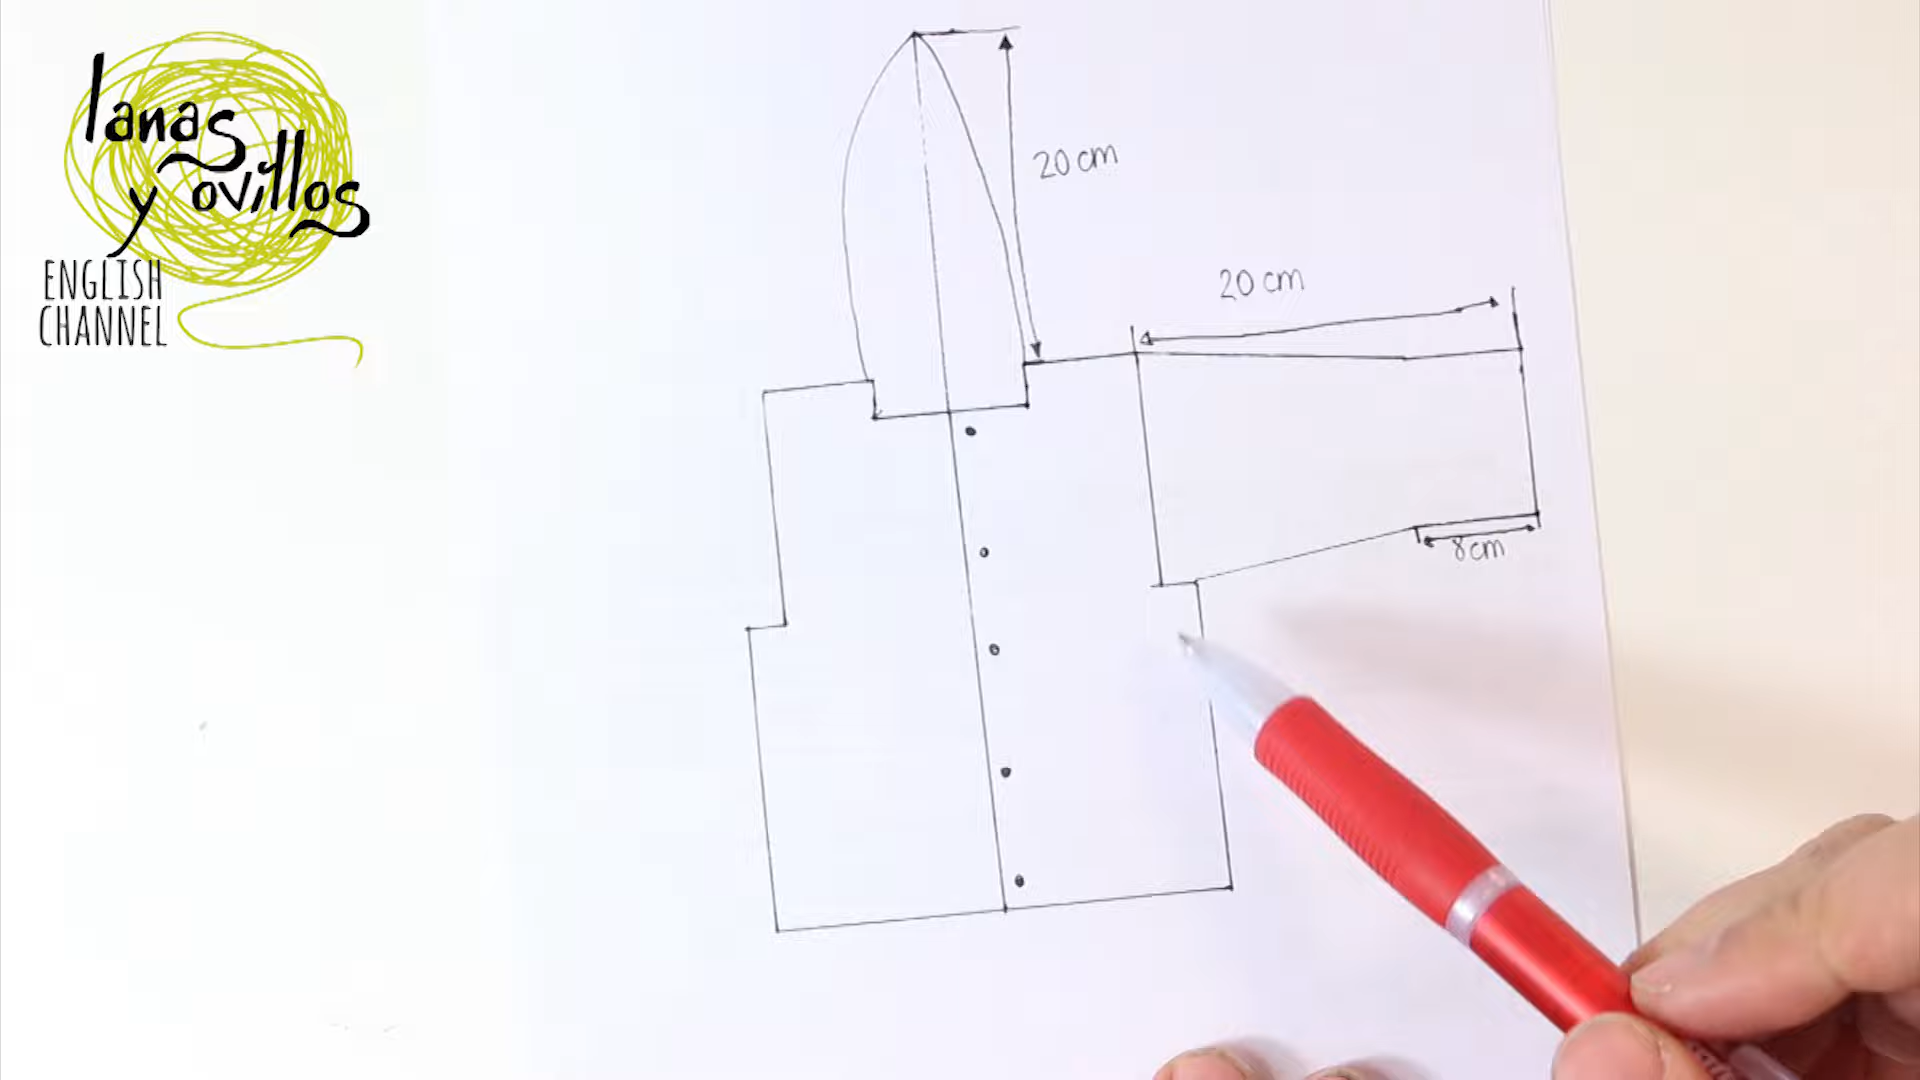 lanas
y ovillos
ENGLISH
CHANNEL
20 cm
20 cm
8cm